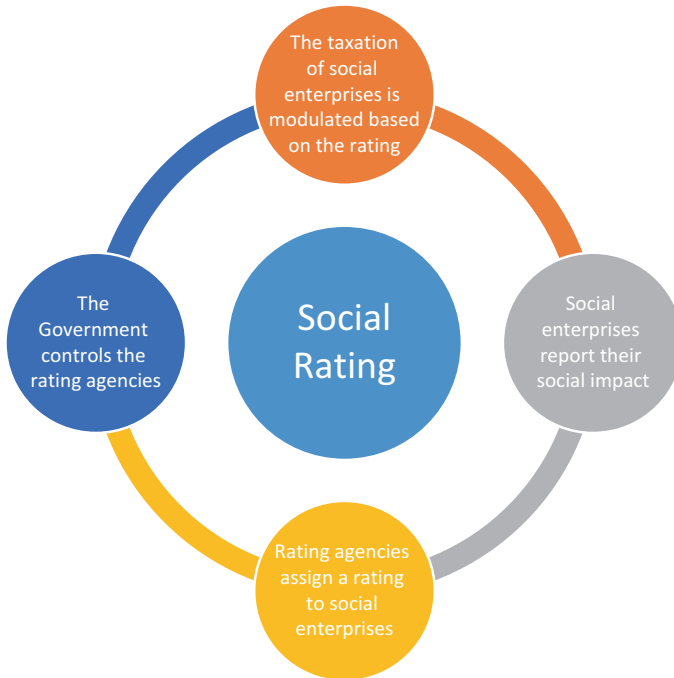 The taxation
of social
enterprises is
modulated based
on the rating
The
Government
controls the
rating agencies
Social
Rating
Social
enterprises
report their
social impact
Rating agencies
assign a rating
to social
enterprises